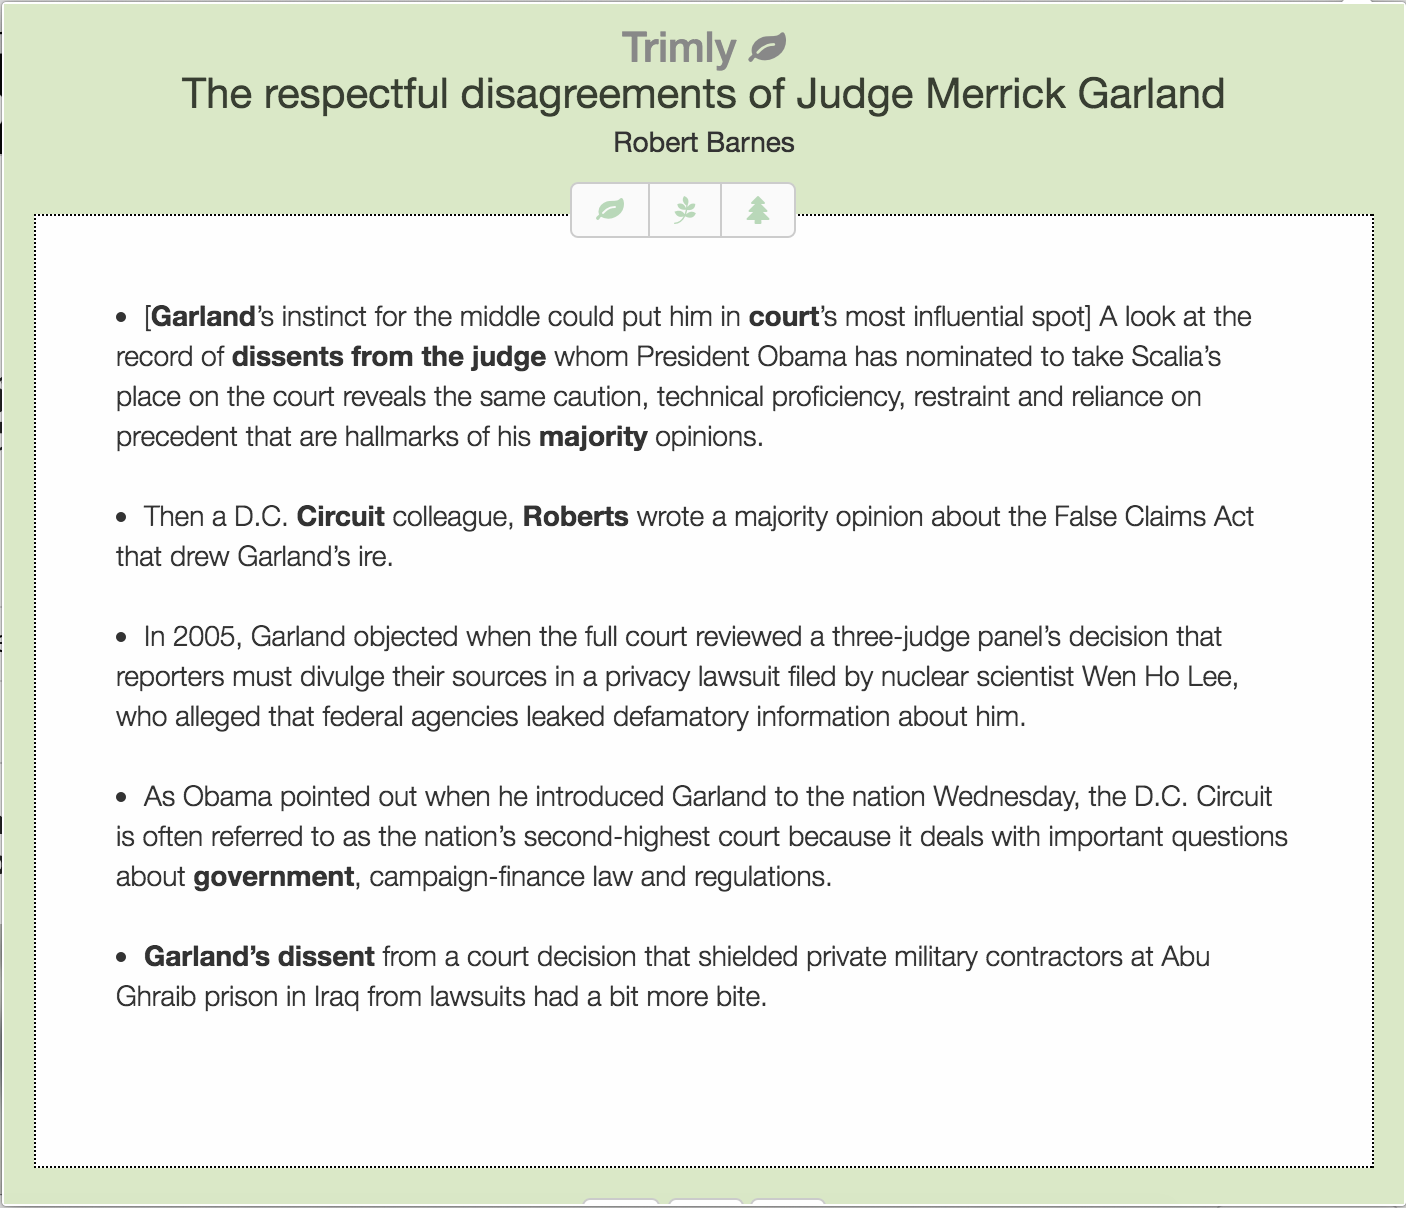 Trimly
The respectful disagreements of Judge Merrick Garland
Robert Barnes
• [Garland’s instinct for the middle could put him in court’s most influential spot] A look at the
record of dissents from the judge whom President Obama has nominated to take Scalia’s
place on the court reveals the same caution, technical proficiency, restraint and reliance on
precedent that are hallmarks of his majority opinions.
• Then a D.C. Circuit colleague, Roberts wrote a majority opinion about the False Claims Act
that drew Garland’s ire.
• In 2005, Garland objected when the full court reviewed a three-judge panel’s decision that
reporters must divulge their sources in a privacy lawsuit filed by nuclear scientist Wen Ho Lee,
who alleged that federal agencies leaked defamatory information about him.
• As Obama pointed out when he introduced Garland to the nation Wednesday, the D.C. Circuit
is often referred to as the nation’s second-highest court because it deals with important questions
about government, campaign-finance law and regulations.
• Garland’s dissent from a court decision that shielded private military contractors at Abu
Ghraib prison in Iraq from lawsuits had a bit more bite.